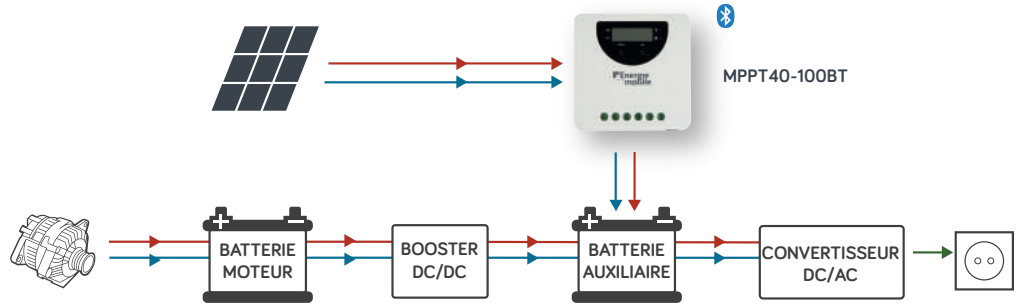 Energie
mobile
MPPT40-100BT
BATTERIE
MOTEUR
BOOSTER
DC/DC
BATTERIE
AUXILIAIRE
CONVERTISSEUR
DC/AC